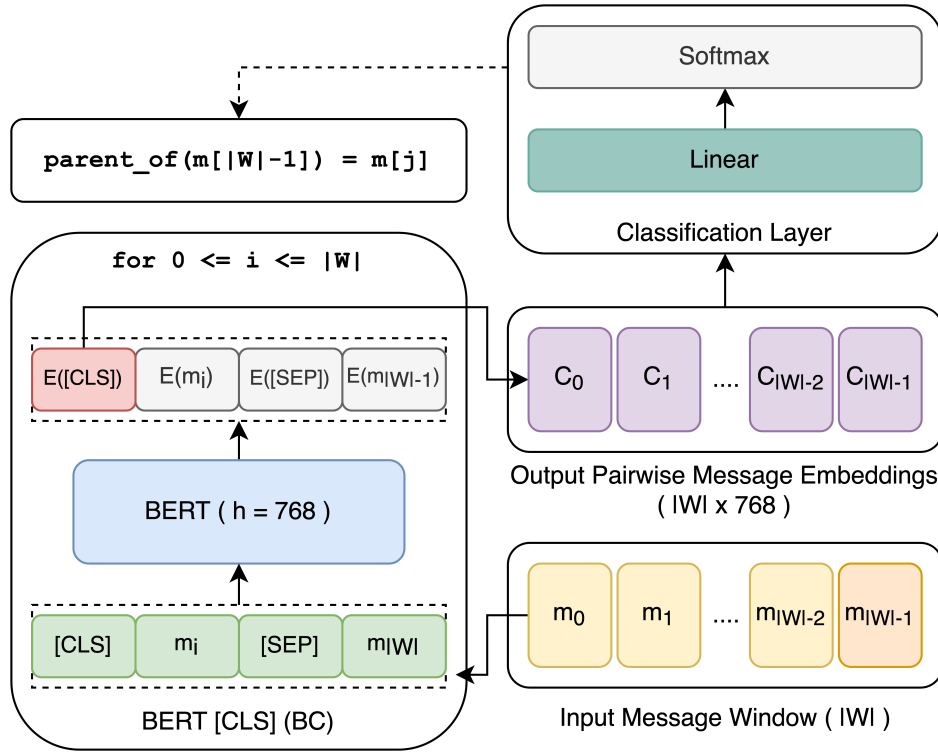 Softmax
Linear
Classification Layer
parent_of(m[|W|-1]) = m[j]
for 0 <= i <= |W|
E([CLS]) E(mi) E([SEP]) E(m|W|-1)
BERT ( h = 768 )
[CLS] mi [SEP] m|W|
BERT [CLS] (BC)
C0 C1 .... C|W|-2 C|W|-1
Output Pairwise Message Embeddings
( |W| x 768 )
m0 m1 .... m|W|-2 m|W|-1
Input Message Window ( |W| )